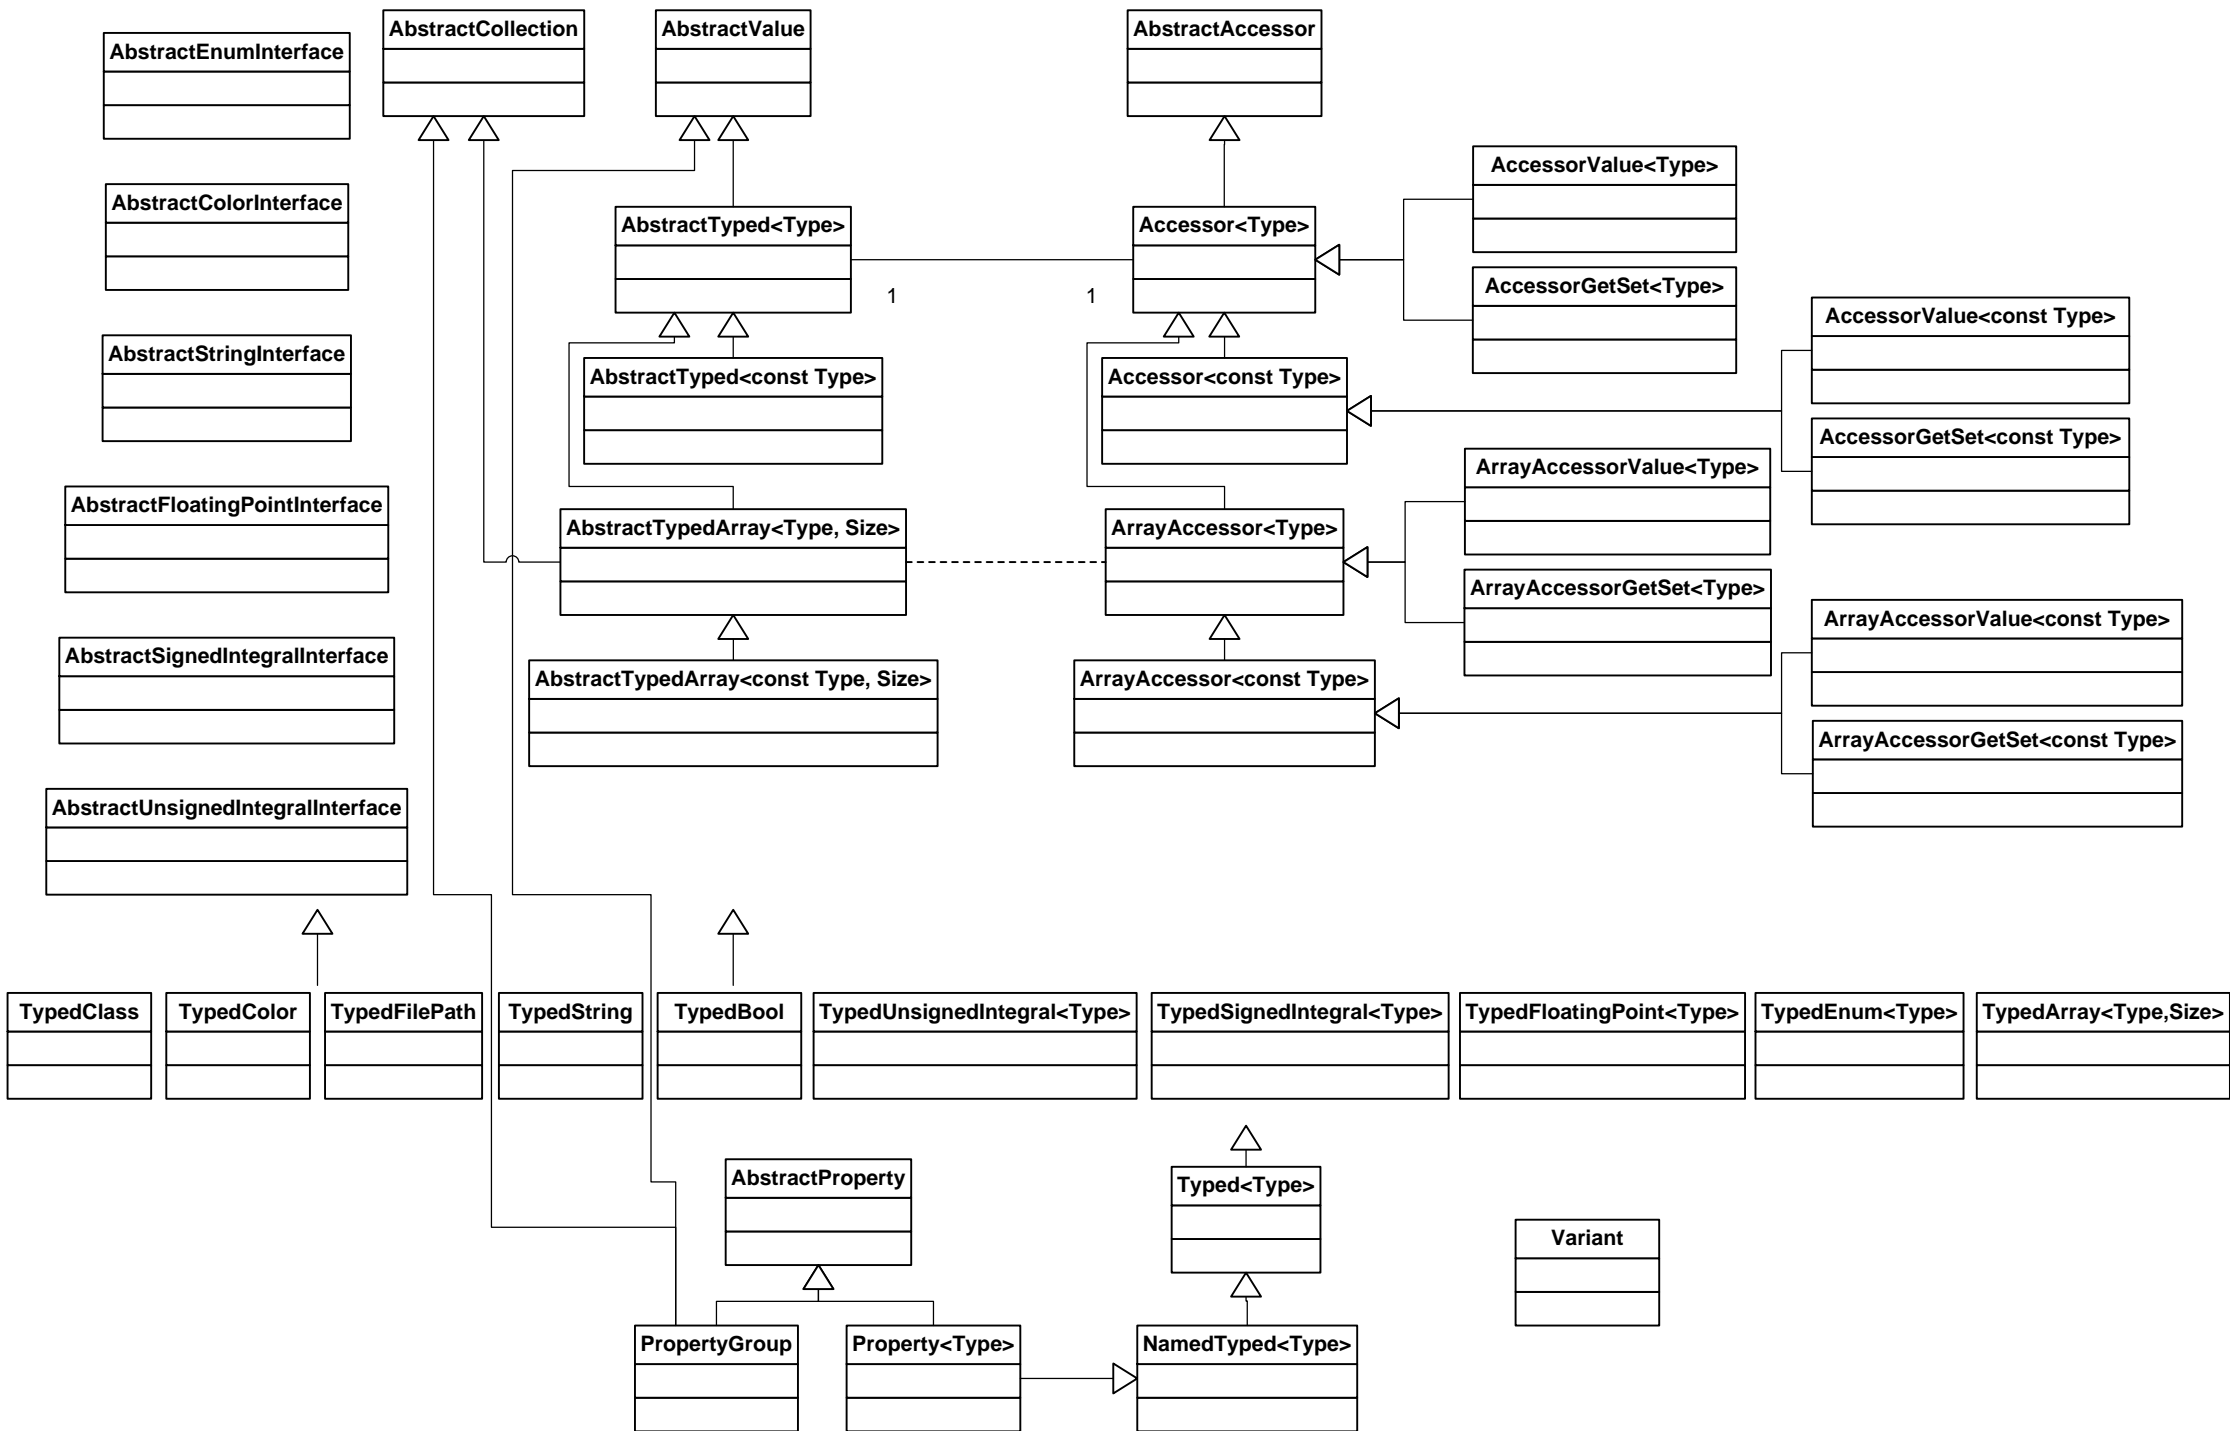 AbstractCollection
AbstractValue
AbstractAccessor
AbstractEnumInterface
AccessorValue<Type>
AbstractColorInterface
AbstractTyped<Type>
Accessor<Type>
AccessorGetSet<Type>
1
1
AccessorValue<const Type>
AbstractStringInterface
AbstractTyped<const Type>
Accessor<const Type>
AccessorGetSet<const Type>
ArrayAccessorValue<Type>
AbstractFloatingPointInterface
AbstractTypedArray<Type, Size>
ArrayAccessor<Type>
ArrayAccessorGetSet<Type>
ArrayAccessorValue<const Type>
AbstractSignedIntegralInterface
AbstractTypedArray<const Type, Size>
ArrayAccessor<const Type>
ArrayAccessorGetSet<const Type>
AbstractUnsignedIntegralInterface
TypedClass
TypedColor
TypedFilePath
TypedString
TypedBool
TypedUnsignedIntegral<Type>
TypedSignedIntegral<Type>
TypedFloatingPoint<Type>
TypedEnum<Type>
TypedArray<Type,Size>
AbstractProperty
Typed<Type>
Variant
PropertyGroup
Property<Type>
NamedTyped<Type>